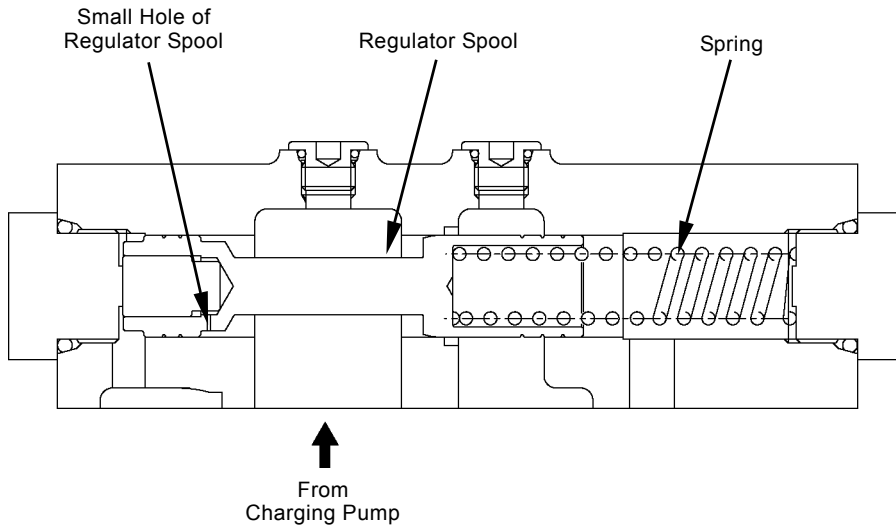 Small Hole of
Regulator Spool
Regulator Spool
Spring
From
Charging Pump